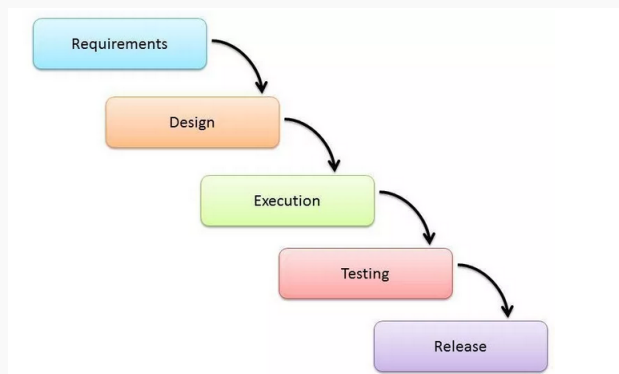 Requirements
Design
Execution
Testing
Release